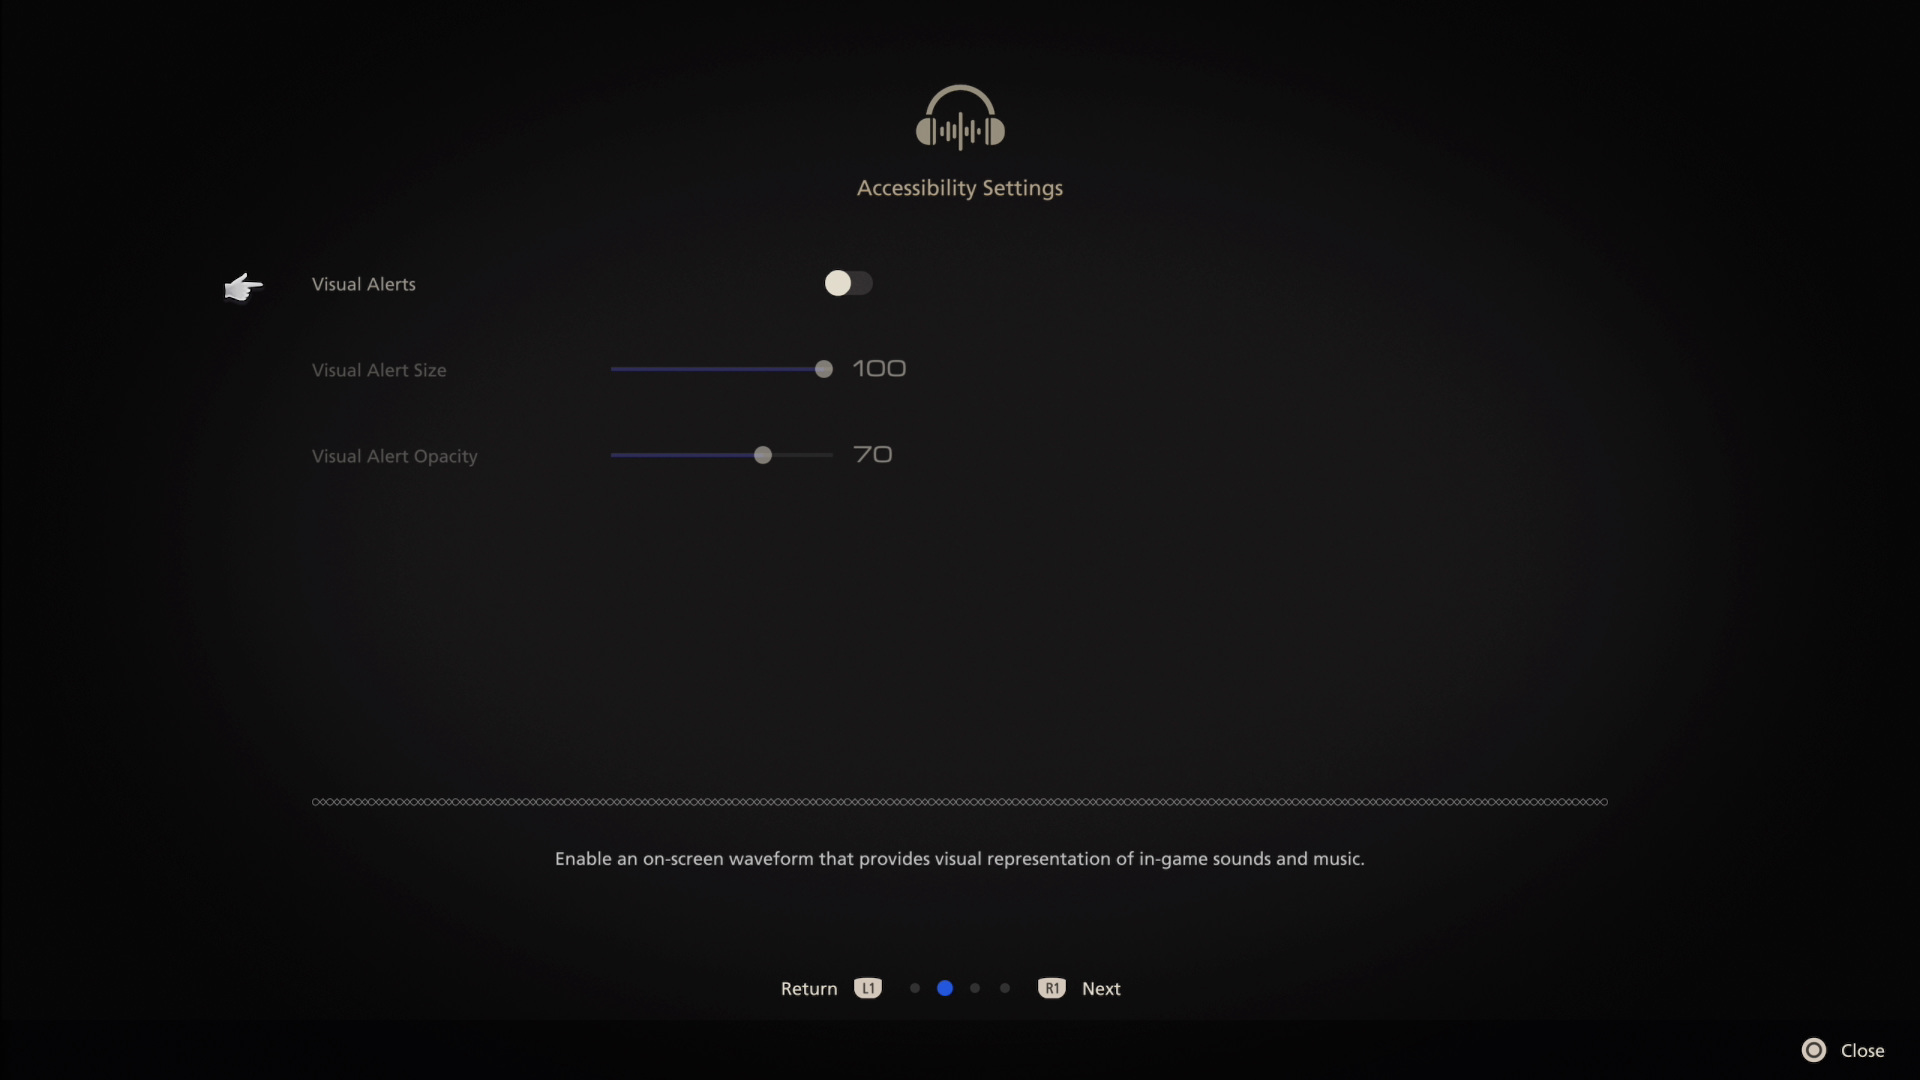 Accessibility Settings
Visual Alerts
Visual Alert Size 100
Visual Alert Opacity 70
Enable an on-screen waveform that provides visual representation of in-game sounds and music.
Return L1 R1 Next
Close